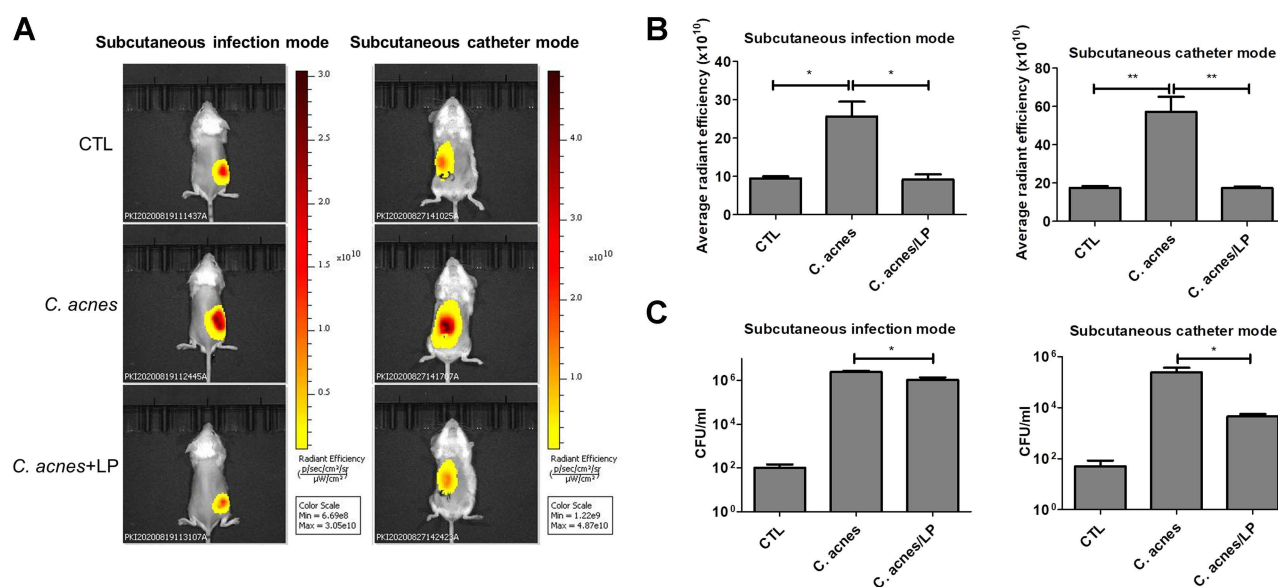 A
Subcutaneous infection mode
Subcutaneous catheter mode
CTL
C. acnes
C. acnes+LP
PKI20200819111437A
PKI20200819112445A
PKI20200819113107A
3.0
2.5
2.0
1.5
x10¹⁰
1.0
0.5
Radiant Efficiency
(p/sec/cm²/sr
µW/cm²)
Color Scale
Min = 6.69e8
Max = 3.05e10
PKI20200827141025A
PKI20200827141707A
PKI20200827142423A
4.0
3.0
x10¹⁰
2.0
1.0
Radiant Efficiency
(p/sec/cm²/sr
µW/cm²)
Color Scale
Min = 1.22e9
Max = 4.87e10
B
Subcutaneous infection mode
Average radiant efficiency (x10¹⁰)
40
30
20
10
0
* *
CTL
C. acnes
C. acnes/LP
Subcutaneous catheter mode
Average radiant efficiency (x10¹⁰)
80
60
40
20
0
** **
CTL
C. acnes
C. acnes/LP
C
Subcutaneous infection mode
CFU/ml
10⁶
10⁴
10²
10⁰
*
CTL
C. acnes
C. acnes/LP
Subcutaneous catheter mode
CFU/ml
10⁶
10⁴
10²
10⁰
*
CTL
C. acnes
C. acnes/LP